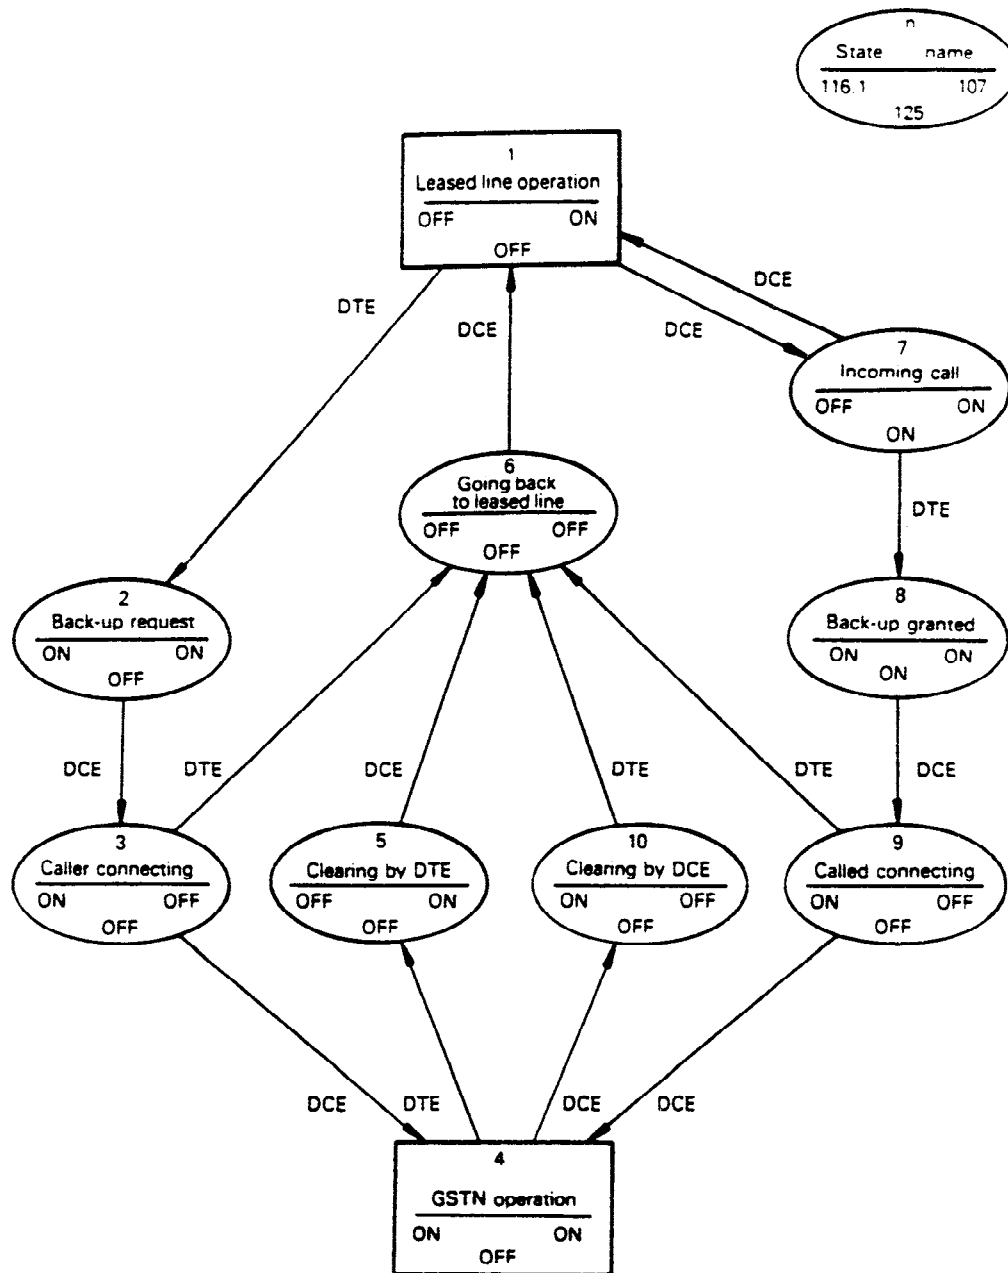 n
State name
116.1 107
125
1
Leased line operation
OFF ON
OFF
DTE
DCE
DCE
DCE
7
Incoming call
OFF ON
ON
6
Going back
to leased line
OFF OFF
OFF
DTE
2
Back-up request
ON ON
OFF
8
Back-up granted
ON ON
ON
DCE
DTE
DCE
DTE
DTE
DCE
3
Caller connecting
ON OFF
OFF
5
Clearing by DTE
OFF ON
OFF
10
Clearing by DCE
ON OFF
OFF
9
Called connecting
ON OFF
OFF
DCE
DTE
DCE
DCE
4
GSTN operation
ON ON
OFF